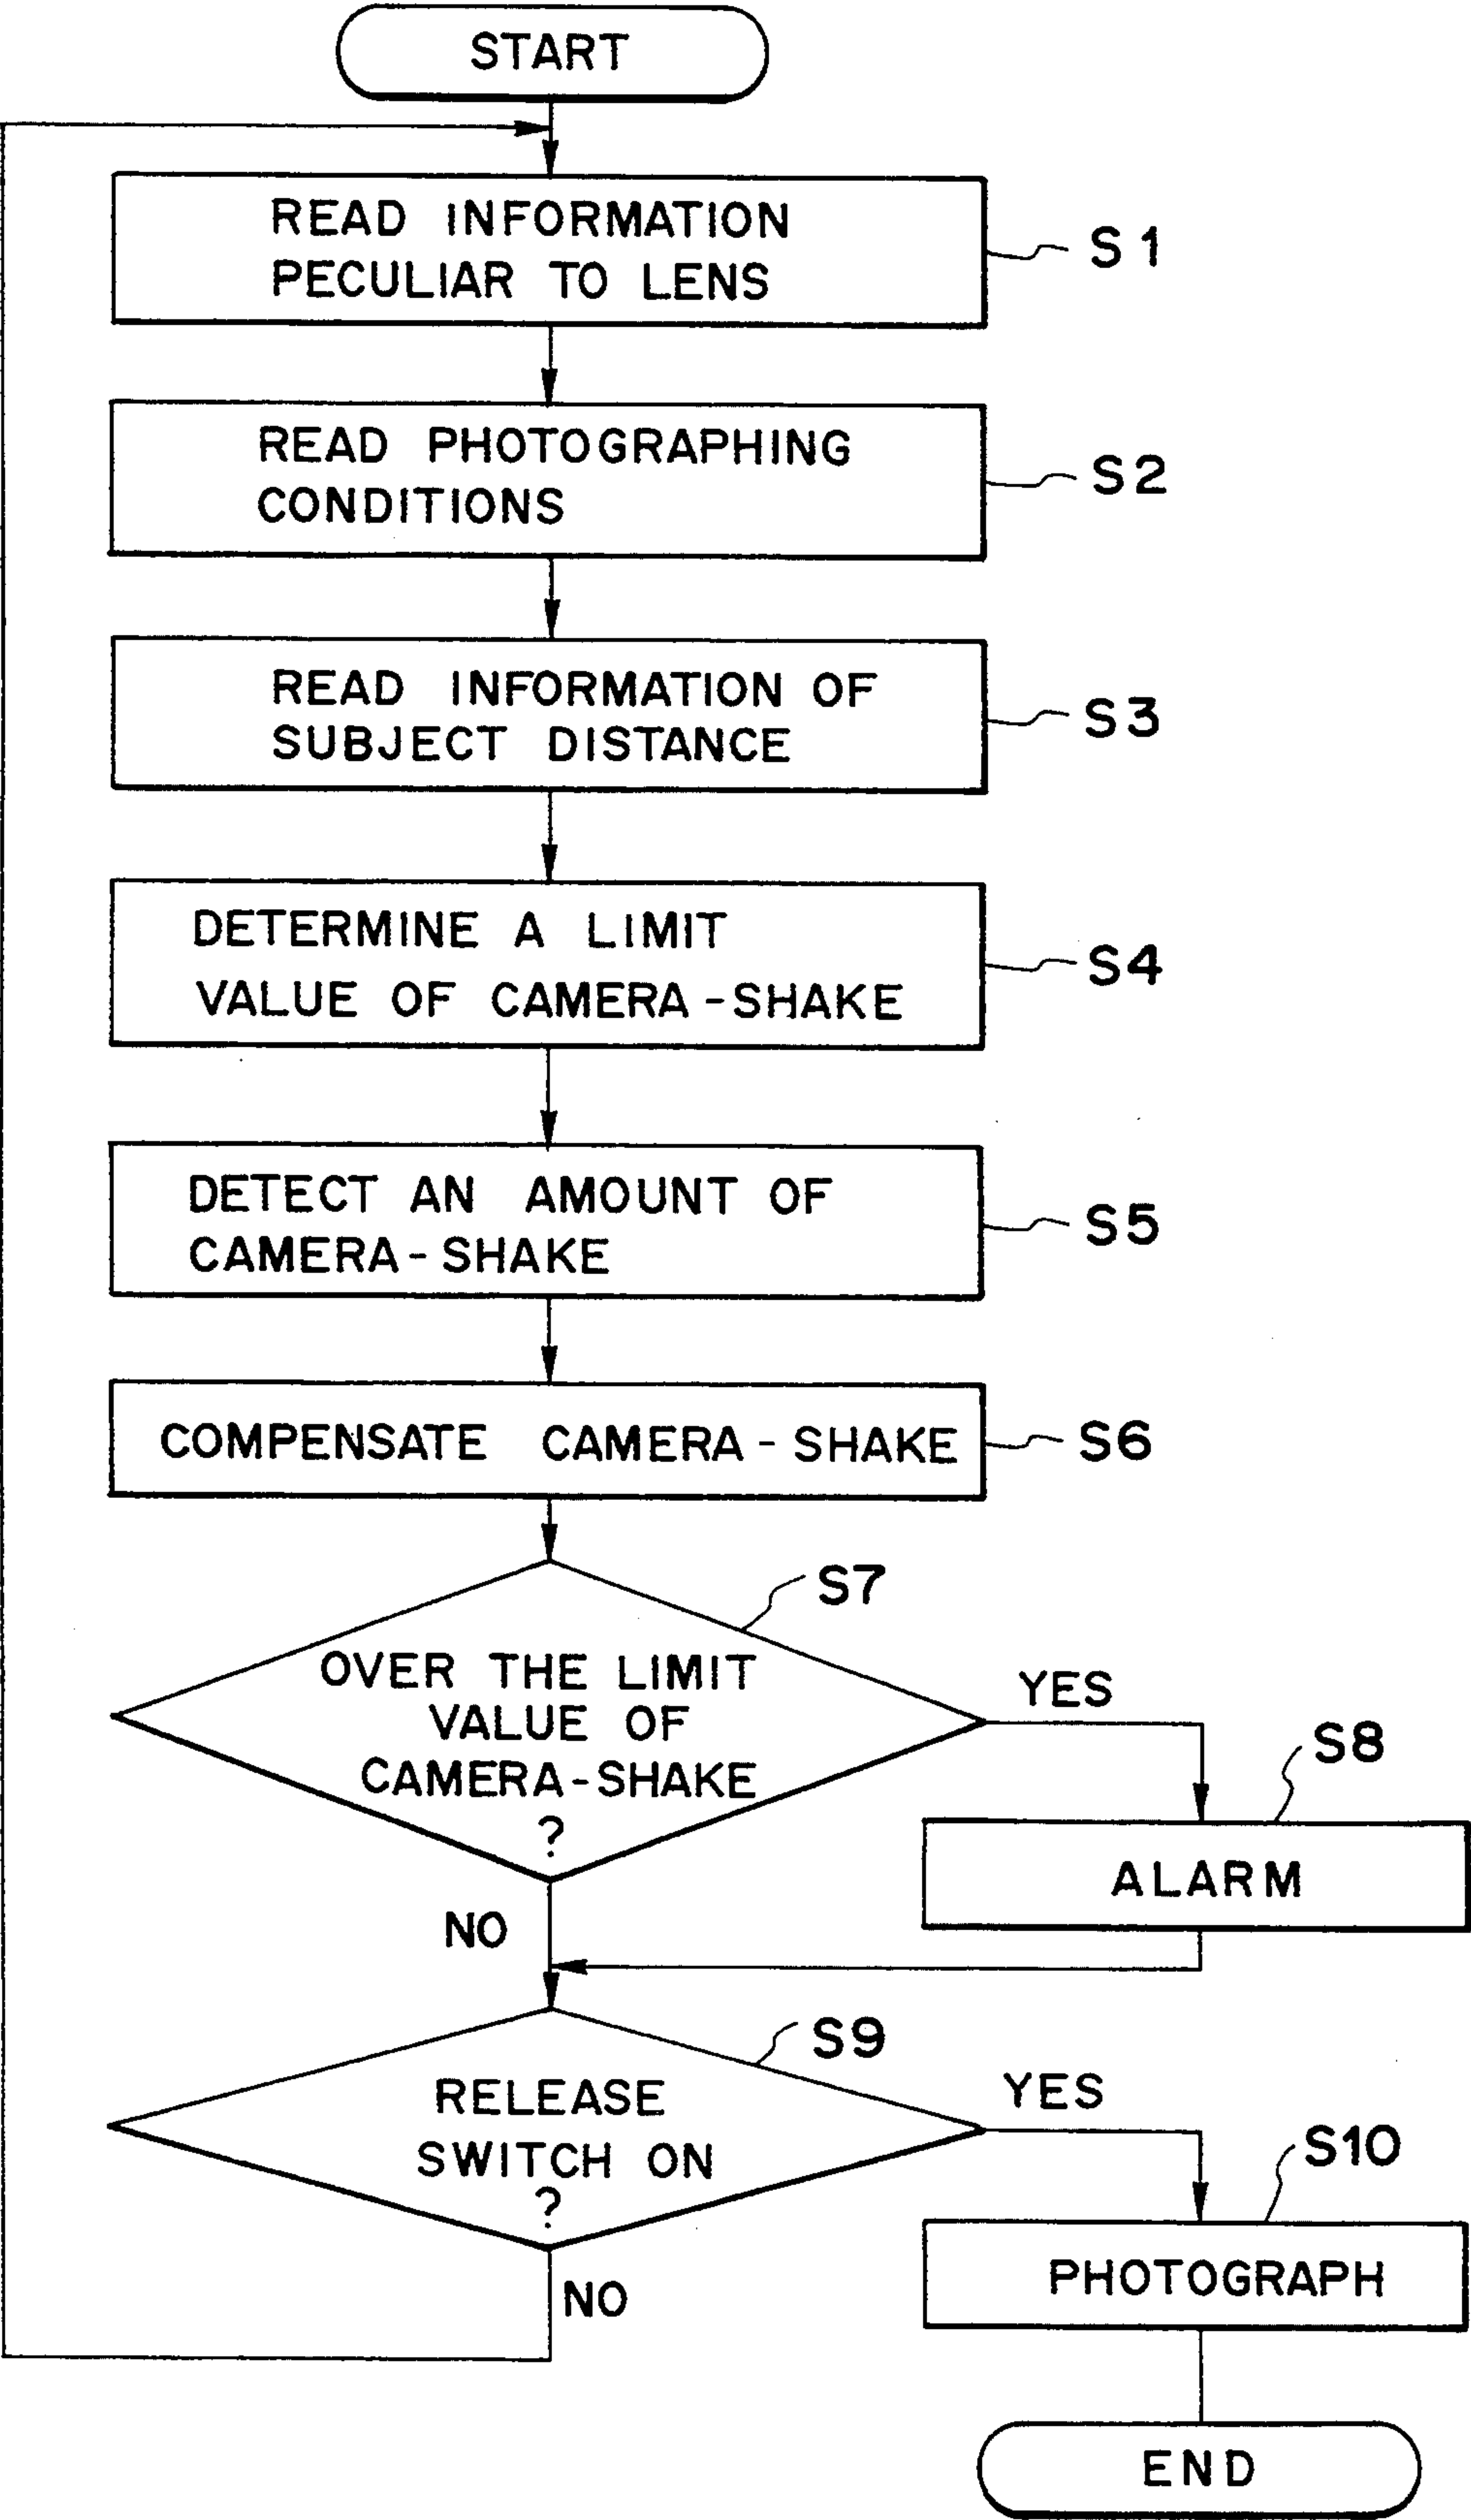 START
READ INFORMATION
PECULIAR TO LENS
S1
READ PHOTOGRAPHING
CONDITIONS
S2
READ INFORMATION OF
SUBJECT DISTANCE
S3
DETERMINE A LIMIT
VALUE OF CAMERA-SHAKE
S4
DETECT AN AMOUNT OF
CAMERA-SHAKE
S5
COMPENSATE CAMERA-SHAKE
S6
S7
OVER THE LIMIT
VALUE OF
CAMERA-SHAKE
?
YES
S8
ALARM
NO
S9
RELEASE
SWITCH ON
?
YES
S10
PHOTOGRAPH
NO
END